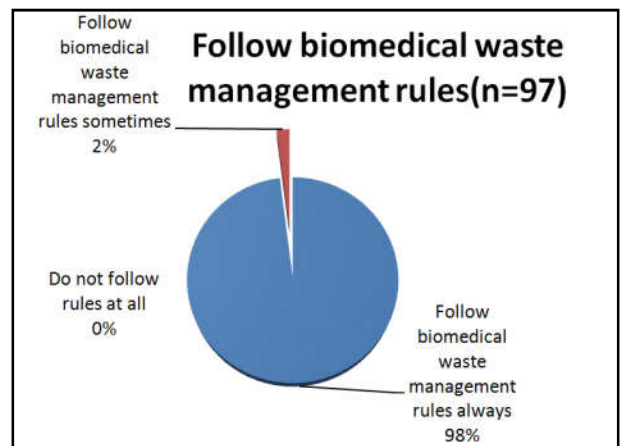 Follow biomedical waste
management rules(n=97)
Follow
biomedical
waste
management
rules sometimes
2%
Do not follow
rules at all
0%
Follow
biomedical
waste
management
rules always
98%